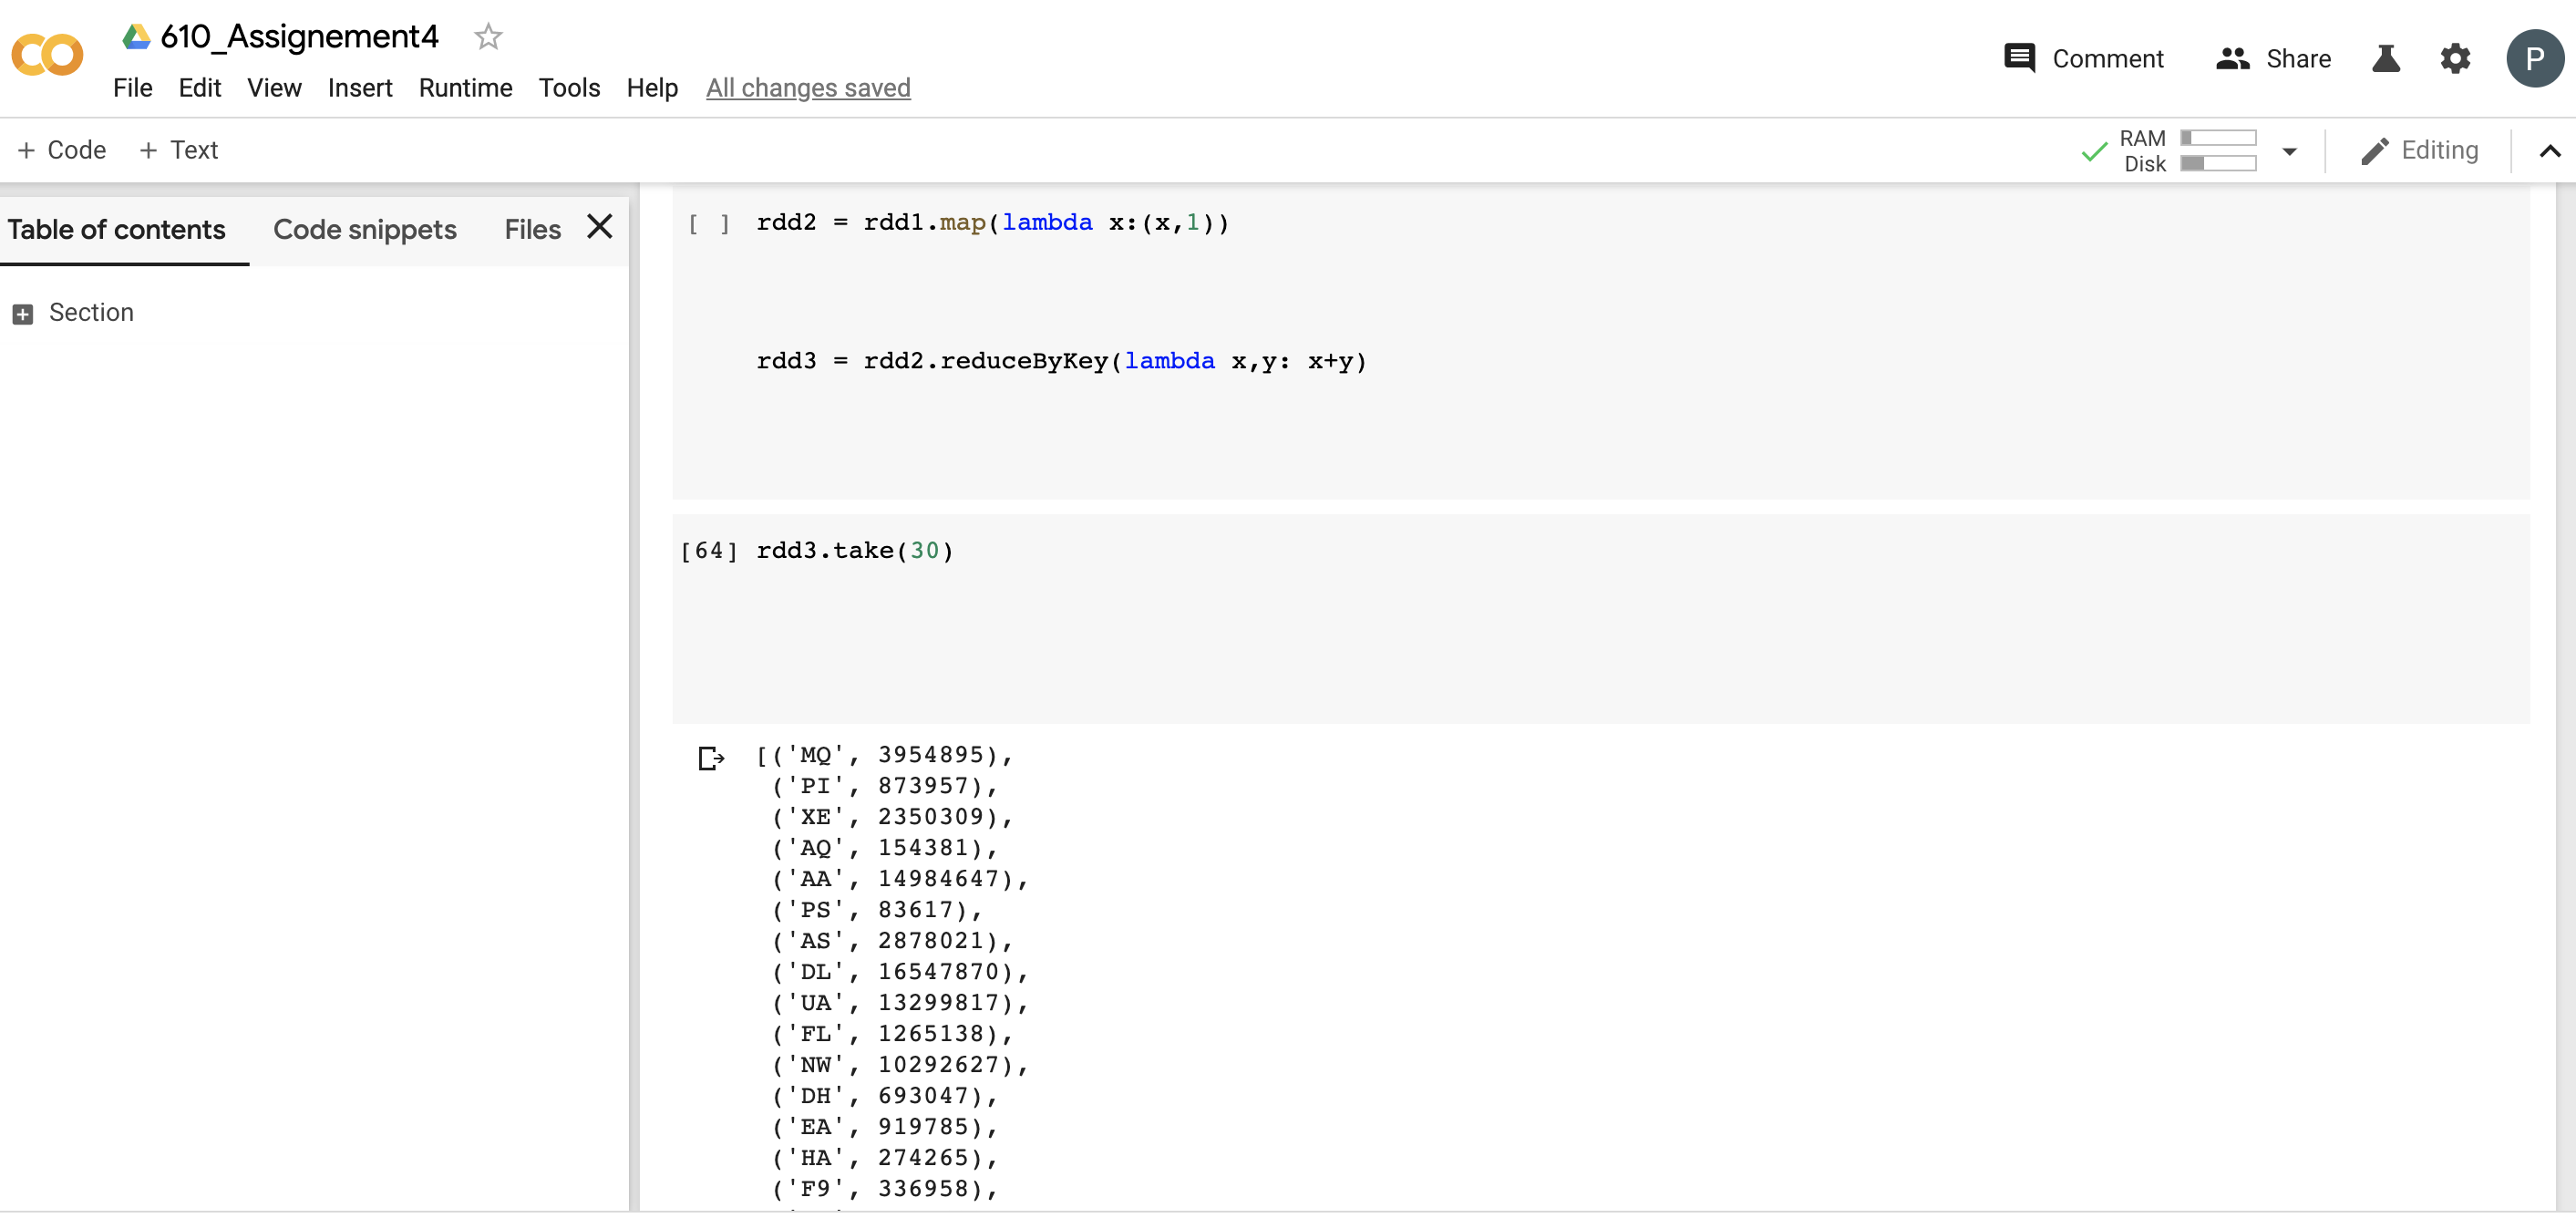 610_Assignement4
File Edit View Insert Runtime Tools Help All changes saved
Comment Share P
+ Code + Text
RAM
Disk
Editing
Table of contents Code snippets Files
Section
[ ] rdd2 = rdd1.map(lambda x:(x,1))
rdd3 = rdd2.reduceByKey(lambda x,y: x+y)
[64] rdd3.take(30)
[('MQ', 3954895),
('PI', 873957),
('XE', 2350309),
('AQ', 154381),
('AA', 14984647),
('PS', 83617),
('AS', 2878021),
('DL', 16547870),
('UA', 13299817),
('FL', 1265138),
('NW', 10292627),
('DH', 693047),
('EA', 919785),
('HA', 274265),
('F9', 336958),